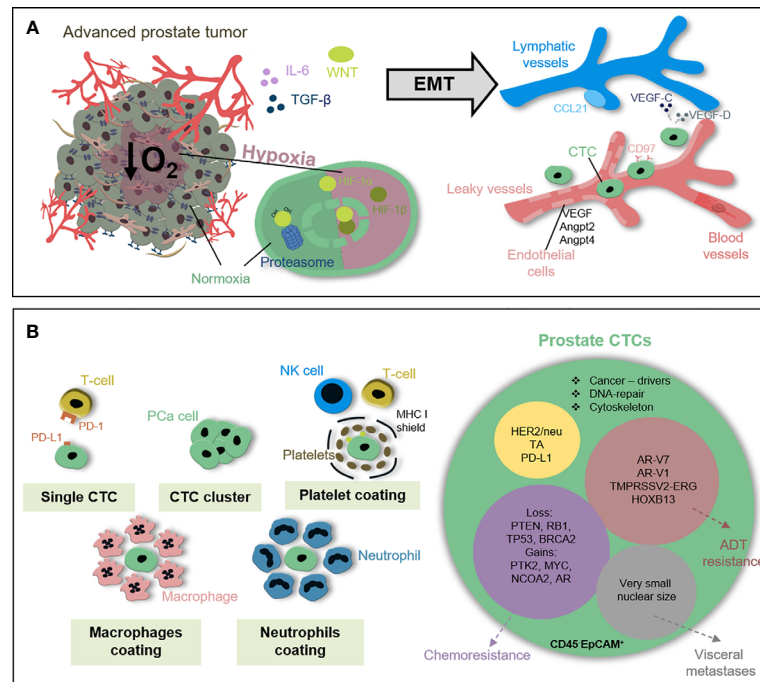 A
Advanced prostate tumor
IL-6
WNT
TGF-β
EMT
Lymphatic
vessels
CCL21
VEGF-C
VEGF-D
↓O2
Hypoxia
HIF-1α
HIF-1β
OH
OH
Proteasome
Normoxia
CTC
CD97
Leaky vessels
VEGF
Angpt2
Angpt4
Endothelial
cells
Blood
vessels
B
T-cell
PD-1
PD-L1
Single CTC
PCa cell
CTC cluster
NK cell
T-cell
MHC I
shield
Platelets
Platelet coating
Macrophage
Macrophages
coating
Neutrophil
Neutrophils
coating
Prostate CTCs
❖ Cancer – drivers
❖ DNA-repair
❖ Cytoskeleton
HER2/neu
TA
PD-L1
AR-V7
AR-V1
TMPRSSV2-ERG
HOXB13
Loss:
PTEN, RB1,
TP53, BRCA2
Gains:
PTK2, MYC,
NCOA2, AR
Very small
nuclear size
ADT
resistance
CD45 EpCAM+
Chemoresistance
Visceral
metastases